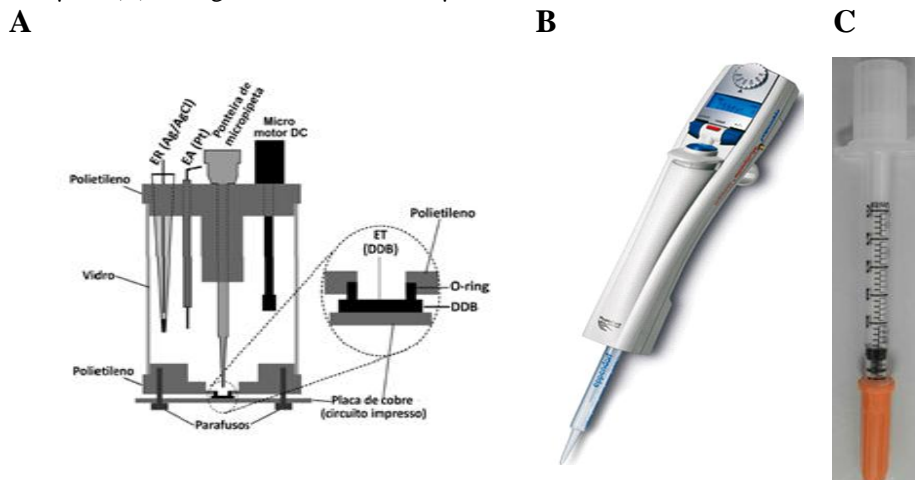 A
B
C
ER (Ag/AgCl)
EA (Pt)
Ponteira de
micropipeta
Micro
motor DC
Polietileno
Polietileno
ET
(DDB)
Vidro
O-ring
DDB
Polietileno
Placa de cobre
(circuito impresso)
Parafusos